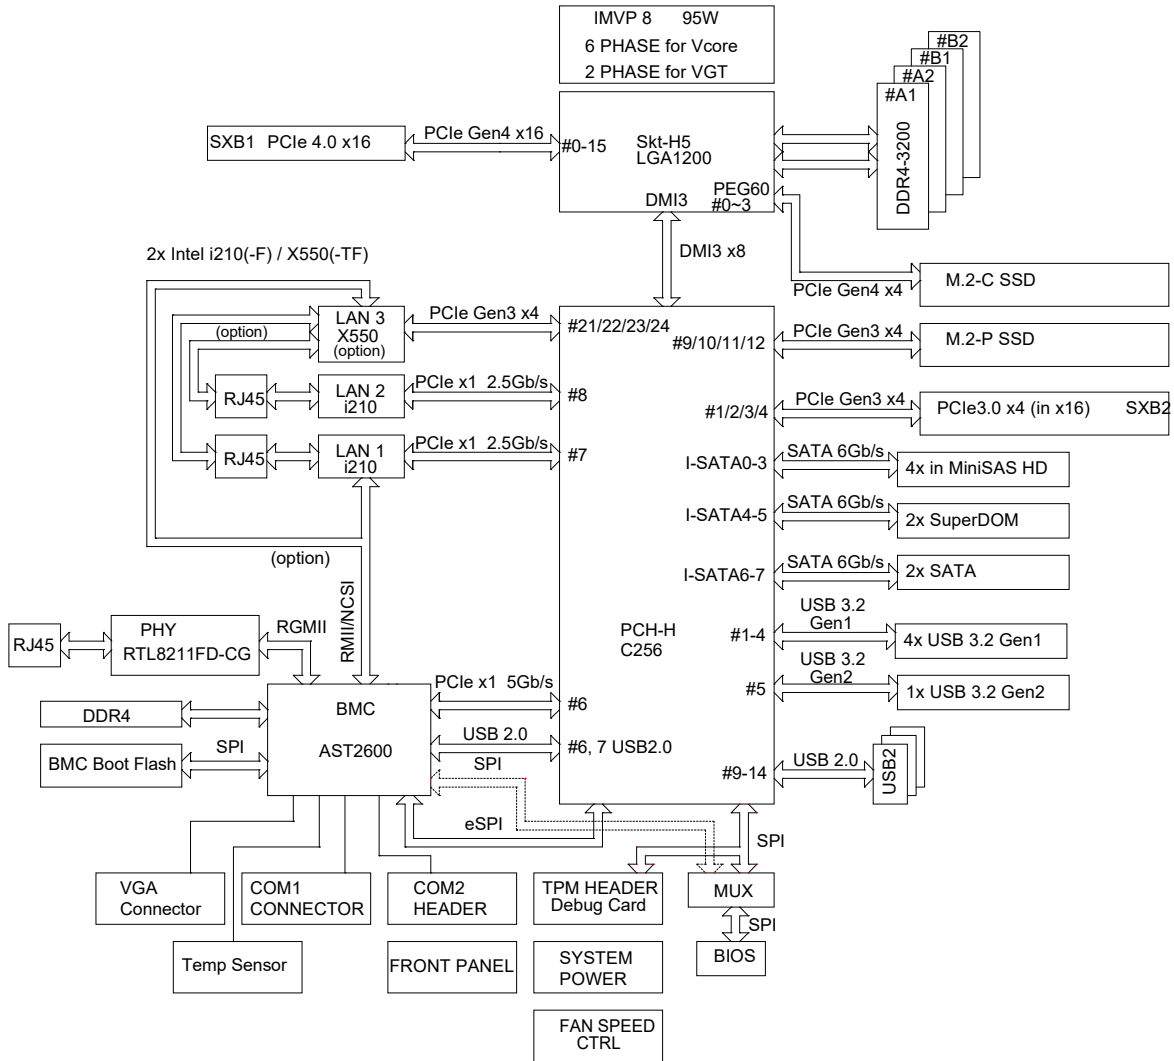 IMVP 8 95W
6 PHASE for Vcore
2 PHASE for VGT
#B2
#B1
#A2
#A1
DDR4-3200
SXB1 PCIe 4.0 x16
PCIe Gen4 x16
#0-15
Skt-H5
LGA1200
PEG60
#0~3
DMI3
DMI3 x8
2x Intel i210(-F) / X550(-TF)
PCIe Gen4 x4
M.2-C SSD
LAN 3
X550
(option)
(option)
PCIe Gen3 x4
#21/22/23/24
#9/10/11/12
PCIe Gen3 x4
M.2-P SSD
RJ45
LAN 2
i210
PCIe x1 2.5Gb/s
#8
#1/2/3/4
PCIe Gen3 x4
PCIe3.0 x4 (in x16) SXB2
RJ45
LAN 1
i210
PCIe x1 2.5Gb/s
#7
I-SATA0-3
SATA 6Gb/s
4x in MiniSAS HD
I-SATA4-5
SATA 6Gb/s
2x SuperDOM
(option)
I-SATA6-7
SATA 6Gb/s
2x SATA
RMII/NCSI
RJ45
PHY
RTL8211FD-CG
RGMII
PCH-H
C256
#1-4
USB 3.2
Gen1
4x USB 3.2 Gen1
#5
USB 3.2
Gen2
1x USB 3.2 Gen2
DDR4
BMC
AST2600
PCIe x1 5Gb/s
#6
BMC Boot Flash
SPI
USB 2.0
#6, 7 USB2.0
SPI
#9-14
USB 2.0
USB2
eSPI
SPI
VGA
Connector
COM1
CONNECTOR
COM2
HEADER
TPM HEADER
Debug Card
MUX
SPI
Temp Sensor
FRONT PANEL
SYSTEM
POWER
BIOS
FAN SPEED
CTRL